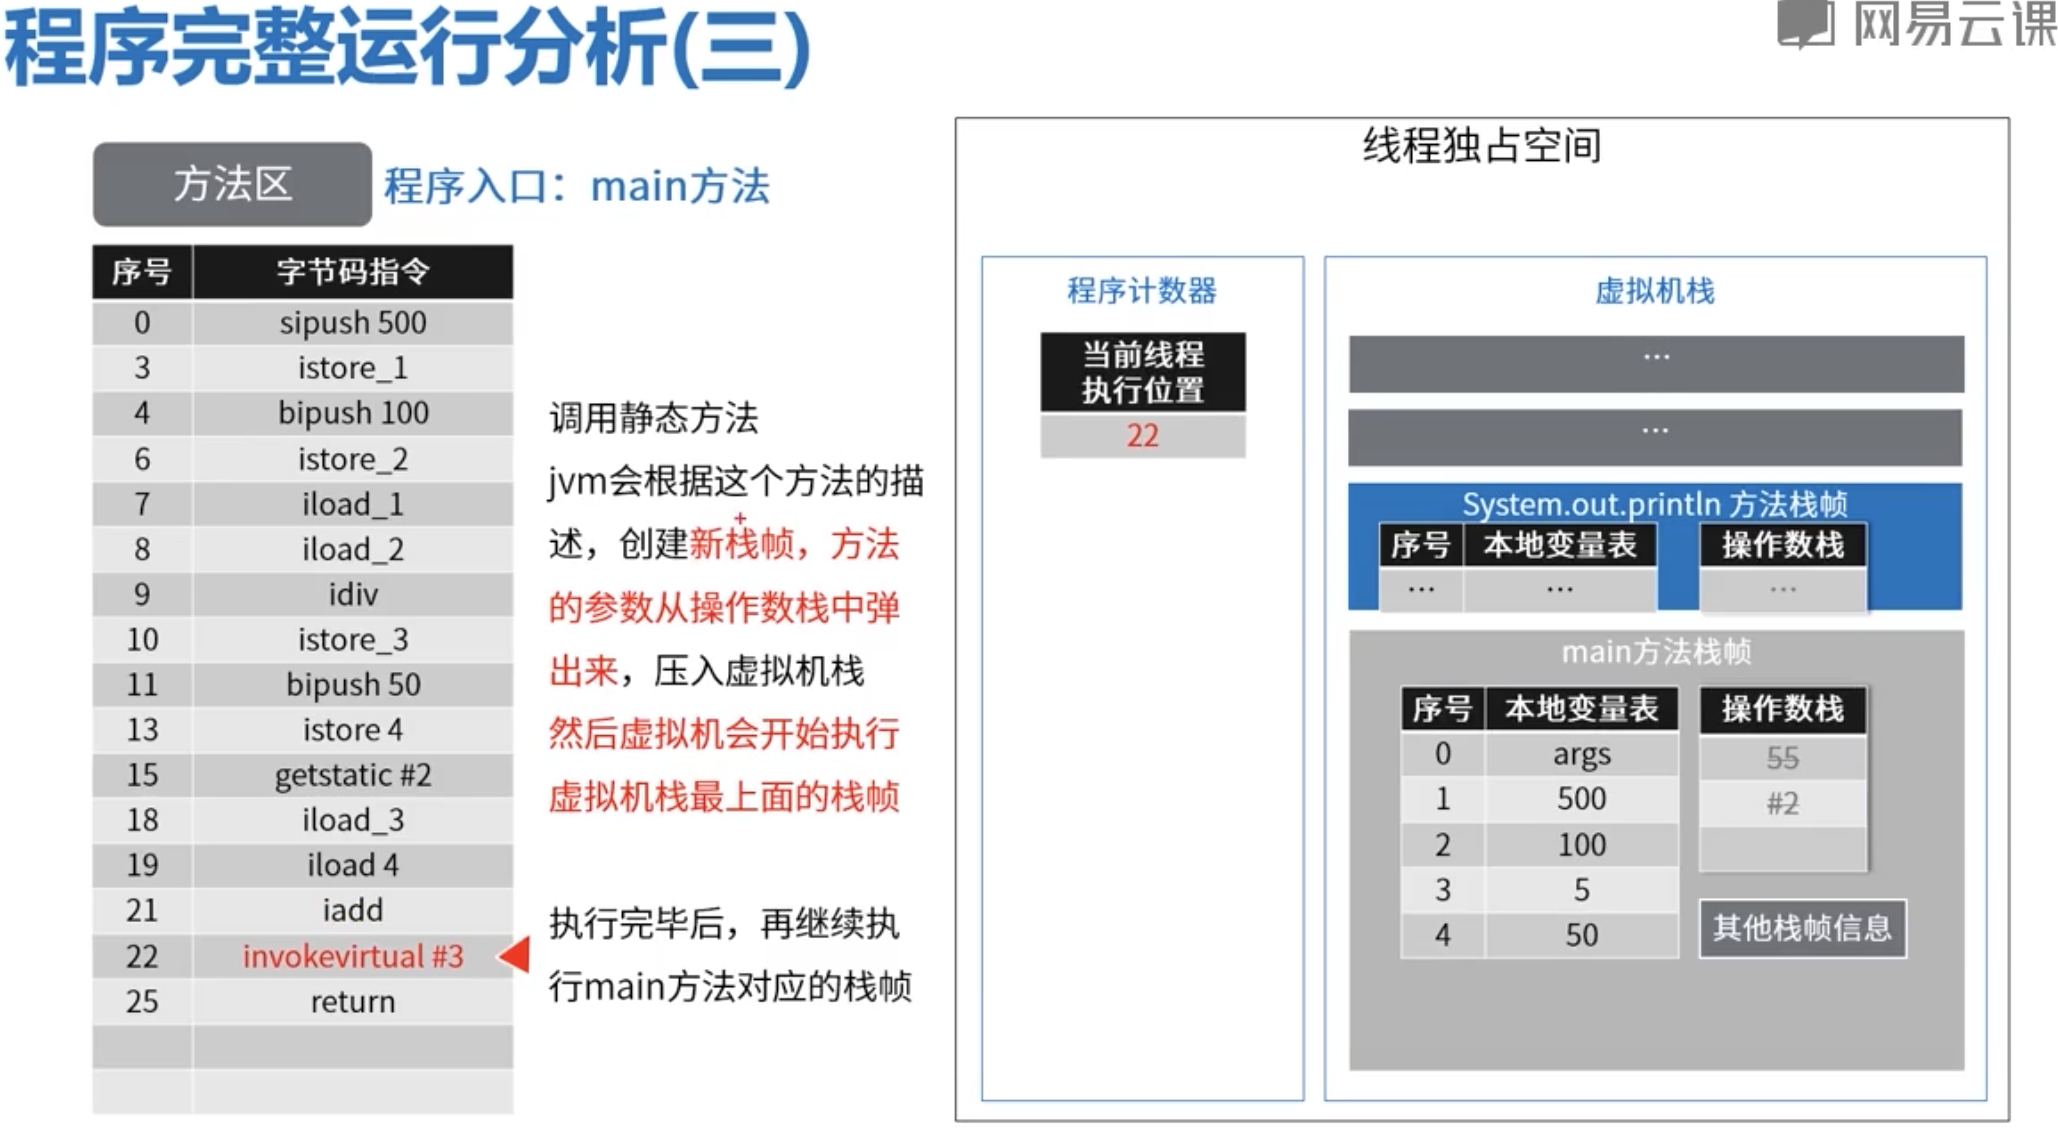 程序完整运行分析(三)
网易云课
方法区
程序入口：main方法
序号 字节码指令
0 sipush 500
3 istore_1
4 bipush 100
6 istore_2
7 iload_1
8 iload_2
9 idiv
10 istore_3
11 bipush 50
13 istore 4
15 getstatic #2
18 iload_3
19 iload 4
21 iadd
22 invokevirtual #3
25 return
调用静态方法
jvm会根据这个方法的描
述，创建新栈帧，方法
的参数从操作数栈中弹
出来，压入虚拟机栈
然后虚拟机会开始执行
虚拟机栈最上面的栈帧
执行完毕后，再继续执
行main方法对应的栈帧
线程独占空间
程序计数器
当前线程
执行位置
22
虚拟机栈
...
...
System.out.println 方法栈帧
序号 本地变量表 操作数栈
... ... ...
main方法栈帧
序号 本地变量表 操作数栈
0 args 55
1 500 #2
2 100
3 5
4 50
其他栈帧信息